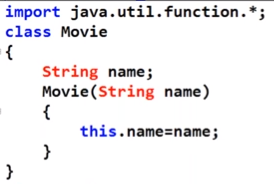 import java.util.function.*;
class Movie
{
    String name;
    Movie(String name)
    {
        this.name=name;
    }
}